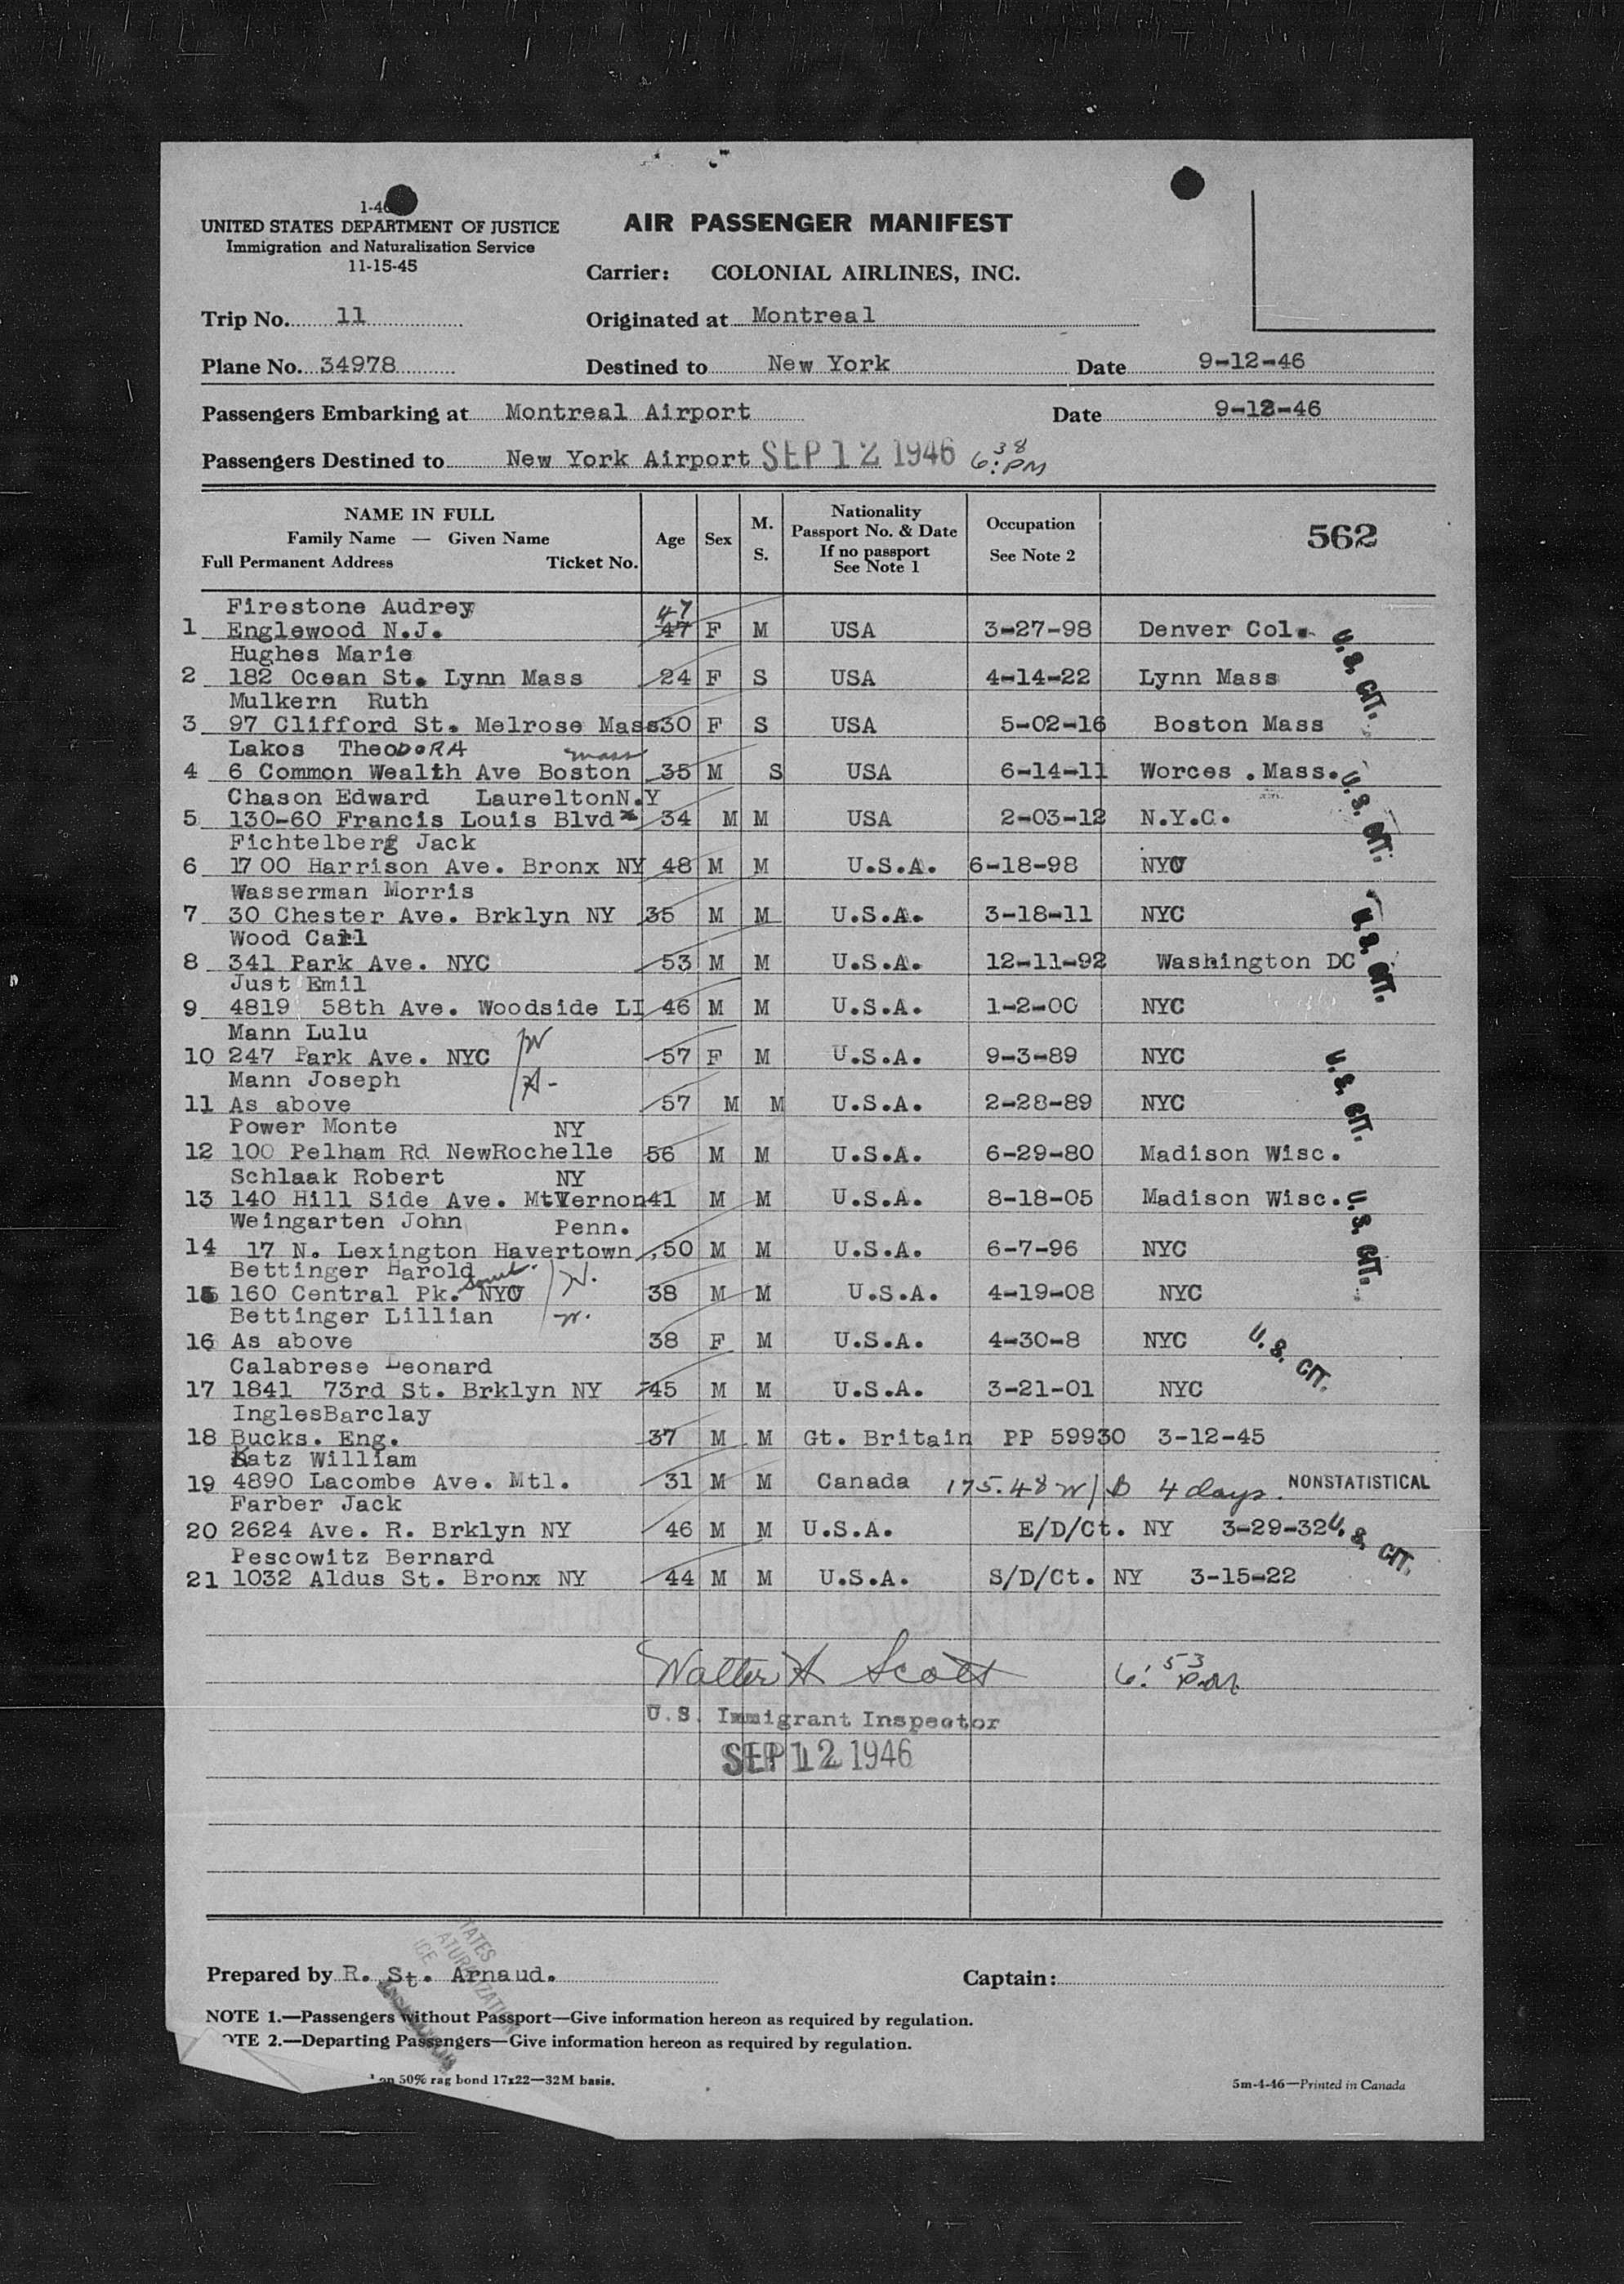 1-40
UNITED STATES DEPARTMENT OF JUSTICE
Immigration and Naturalization Service
11-15-45
AIR PASSENGER MANIFEST
Carrier: COLONIAL AIRLINES, INC.
Trip No. 11 Originated at Montreal
Plane No. 34978 Destined to New York Date 9-12-46
Passengers Embarking at Montreal Airport Date 9-12-46
Passengers Destined to New York Airport SEP 12 1946 6:38 PM
NAME IN FULL
Family Name — Given Name
Full Permanent Address Ticket No.
Age Sex M. S.
Nationality
Passport No. & Date
If no passport
See Note 1
Occupation
See Note 2
562
Firestone Audrey 47
1 Englewood N.J. 47 F M USA 3-27-98 Denver Col. U.S. CIT.
Hughes Marie
2 182 Ocean St. Lynn Mass 24 F S USA 4-14-22 Lynn Mass
Mulkern Ruth
3 97 Clifford St. Melrose Mass 30 F S USA 5-02-16 Boston Mass
Lakos TheoDORA mass
4 6 Common Wealth Ave Boston 35 M S USA 6-14-11 Worces .Mass. U.S. CIT.
Chason Edward Laurelton N.Y
5 130-60 Francis Louis Blvd 34 M M USA 2-03-12 N.Y.C.
Fichtelberg Jack
6 1700 Harrison Ave. Bronx NY 48 M M U.S.A. 6-18-98 NYC
Wasserman Morris
7 30 Chester Ave. Brklyn NY 35 M M U.S.A. 3-18-11 NYC U.S. CIT.
Wood Carl
8 341 Park Ave. NYC 53 M M U.S.A. 12-11-92 Washington DC
Just Emil
9 4819 58th Ave. Woodside LI 46 M M U.S.A. 1-2-00 NYC
Mann Lulu W
10 247 Park Ave. NYC 57 F M U.S.A. 9-3-89 NYC U.S. CIT.
Mann Joseph H-
11 As above 57 M M U.S.A. 2-28-89 NYC
Power Monte NY
12 100 Pelham Rd NewRochelle 56 M M U.S.A. 6-29-80 Madison Wisc.
Schlaak Robert NY
13 140 Hill Side Ave. MtVernon 41 M M U.S.A. 8-18-05 Madison Wisc. U.S. CIT.
Weingarten John Penn.
14 17 N. Lexington Havertown, 50 M M U.S.A. 6-7-96 NYC
Bettinger Harold
15 160 Central Pk. South NYC H. 38 M M U.S.A. 4-19-08 NYC
Bettinger Lillian W.
16 As above 38 F M U.S.A. 4-30-8 NYC U.S. CIT.
Calabrese Leonard
17 1841 73rd St. Brklyn NY 45 M M U.S.A. 3-21-01 NYC
InglesBarclay
18 Bucks. Eng. 37 M M Gt. Britain PP 59930 3-12-45
Katz William
19 4890 Lacombe Ave. Mtl. 31 M M Canada 175.48 4 days. NONSTATISTICAL
Farber Jack
20 2624 Ave. R. Brklyn NY 46 M M U.S.A. E/D/Ct. NY 3-29-32 U.S. CIT.
Pescowitz Bernard
21 1032 Aldus St. Bronx NY 44 M M U.S.A. S/D/Ct. NY 3-15-22
Walter A Scott 6:53 P.M.
U.S. Immigrant Inspector
SEP 12 1946
Prepared by R. St. Arnaud. Captain:
NOTE 1.—Passengers without Passport—Give information hereon as required by regulation.
OTE 2.—Departing Passengers—Give information hereon as required by regulation.
on 50% rag bond 17x22—32M basis. 5m-4-46—Printed in Canada